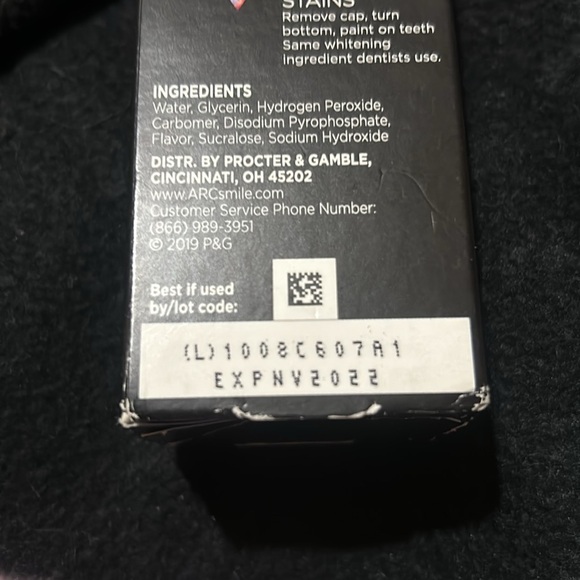 STAINS
Remove cap, turn
bottom, paint on teeth
Same whitening
ingredient dentists use.
INGREDIENTS
Water, Glycerin, Hydrogen Peroxide,
Carbomer, Disodium Pyrophosphate,
Flavor, Sucralose, Sodium Hydroxide
DISTR. BY PROCTER & GAMBLE,
CINCINNATI, OH 45202
www.ARCsmile.com
Customer Service Phone Number:
(866) 989-3951
© 2019 P&G
Best if used
by/lot code:
(L)1008C607A1
EXPNV2022